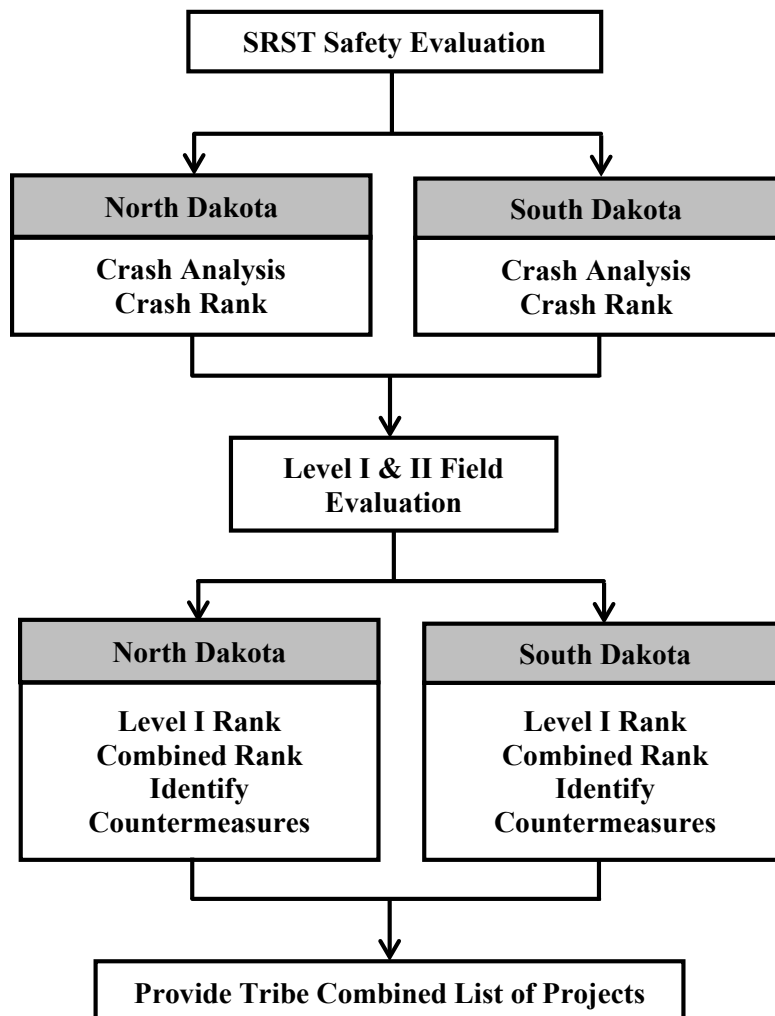 SRST Safety Evaluation
North Dakota
Crash Analysis
Crash Rank
South Dakota
Crash Analysis
Crash Rank
Level I & II Field
Evaluation
North Dakota
Level I Rank
Combined Rank
Identify
Countermeasures
South Dakota
Level I Rank
Combined Rank
Identify
Countermeasures
Provide Tribe Combined List of Projects